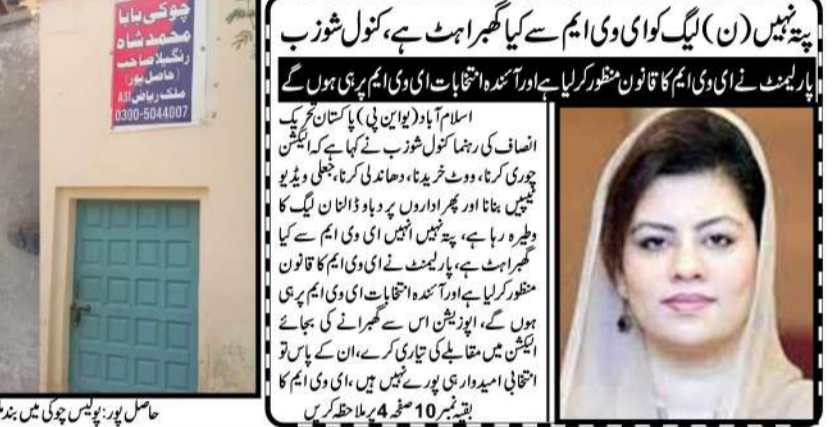 پتہ نہیں (ن) لیگ کو ای وی ایم سے کیا گھبراہٹ ہے، کنول شوزب
پارلیمنٹ نے ای وی ایم کا قانون منظور کر لیا ہے اور آئندہ انتخابات ای وی ایم پر ہی ہوں گے
اسلام آباد (یو این پی) پاکستان تحریک
انصاف کی رہنما کنول شوزب نے کہا ہے کہ الیکشن
چوری کرنا، ووٹ خریدنا، دھاندلی کرنا، جعلی ویڈیو
ٹیپیں بنانا اور پھر اداروں پر دباو ڈالنا ن لیگ کا
وطیرہ رہا ہے، پتہ نہیں انہیں ای وی ایم سے کیا
گھبراہٹ ہے، پارلیمنٹ نے ای وی ایم کا قانون
منظور کر لیا ہے اور آئندہ انتخابات ای وی ایم پر ہی
ہوں گے، اپوزیشن اس سے گھبرانے کی بجائے
الیکشن میں مقابلے کی تیاری کرے، ان کے پاس تو
انتخابی امیدوار ہی پورے نہیں ہیں، ای وی ایم کا
بقیہ نمبر 10 صفحہ 4 پر ملاحظہ کریں
چوکی بابا
محمد شاہ
رنگیلا صاحب
(حاصل پور)
ملک ریاض ASI
0300-5044007
حاصل پور: پولیس چوکی میں بند